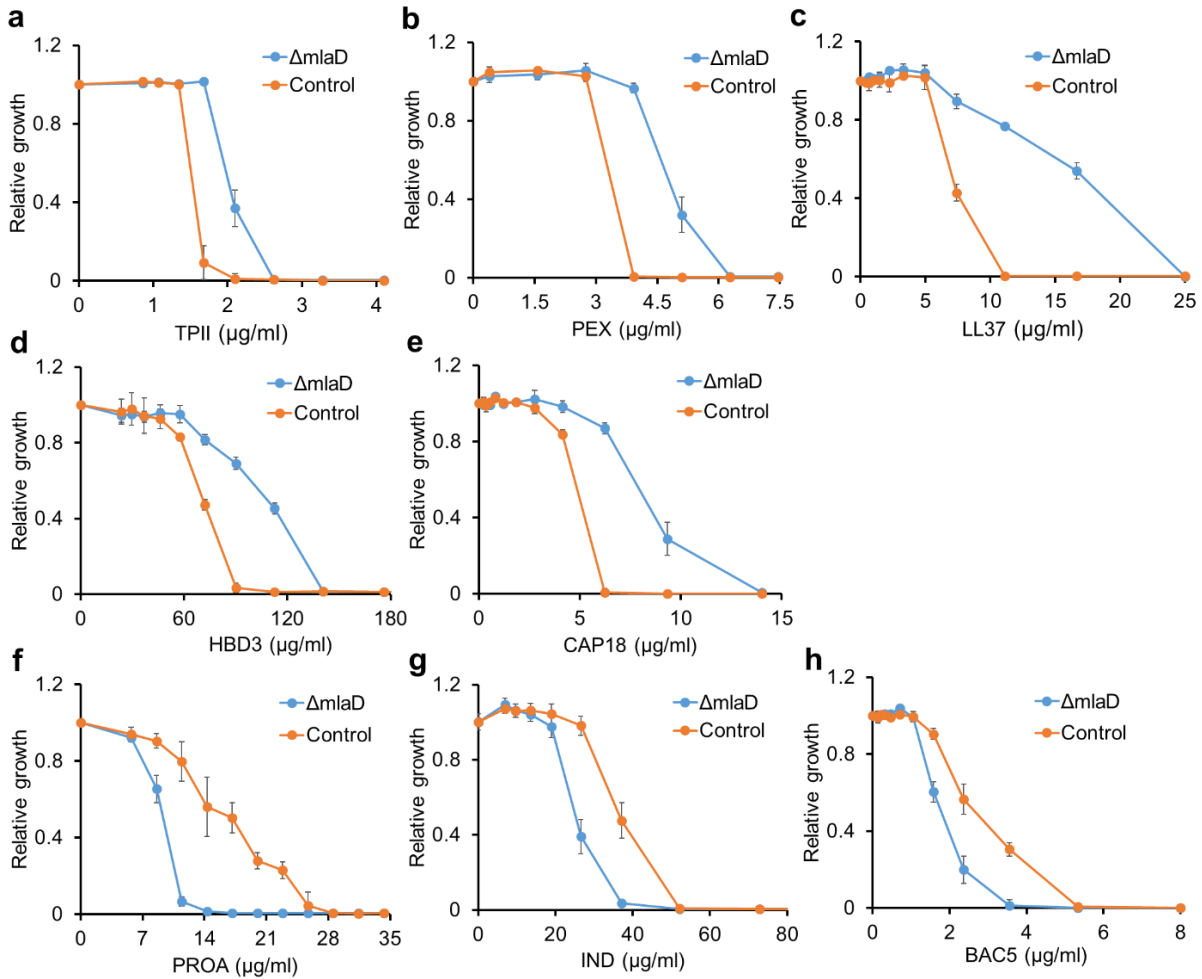 a
1.2
0.8
0.4
0
Relative growth
ΔmlaD
Control
0 1 2 3 4
TPII (µg/ml)
b
1.2
0.8
0.4
0
Relative growth
ΔmlaD
Control
0 1.5 3 4.5 6 7.5
PEX (µg/ml)
c
1.2
0.8
0.4
0
Relative growth
ΔmlaD
Control
0 5 10 15 20 25
LL37 (µg/ml)
d
1.2
0.8
0.4
0
Relative growth
ΔmlaD
Control
0 60 120 180
HBD3 (µg/ml)
e
1.2
0.8
0.4
0
Relative growth
ΔmlaD
Control
0 5 10 15
CAP18 (µg/ml)
f
1.2
0.8
0.4
0
Relative growth
ΔmlaD
Control
0 7 14 21 28 35
PROA (µg/ml)
g
1.2
0.8
0.4
0
Relative growth
ΔmlaD
Control
0 20 40 60 80
IND (µg/ml)
h
1.2
0.8
0.4
0
Relative growth
ΔmlaD
Control
0 2 4 6 8
BAC5 (µg/ml)